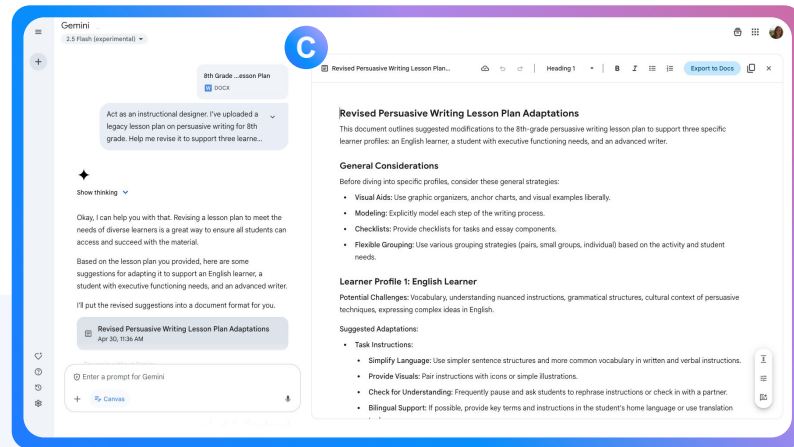 Gemini
2.5 Flash (experimental)
C
8th Grade ...esson Plan
W DOCX
Act as an instructional designer. I've uploaded a
legacy lesson plan on persuasive writing for 8th
grade. Help me revise it to support three learne...
Show thinking
Okay, I can help you with that. Revising a lesson plan to meet the
needs of diverse learners is a great way to ensure all students can
access and succeed with the material.
Based on the lesson plan you provided, here are some
suggestions for adapting it to support an English learner, a
student with executive functioning needs, and an advanced writer.
I'll put the revised suggestions into a document format for you.
Revised Persuasive Writing Lesson Plan Adaptations
Apr 30, 11:36 AM
Enter a prompt for Gemini
Canvas
Revised Persuasive Writing Lesson Plan...
Heading 1
B I
Export to Docs
Revised Persuasive Writing Lesson Plan Adaptations
This document outlines suggested modifications to the 8th-grade persuasive writing lesson plan to support three specific
learner profiles: an English learner, a student with executive functioning needs, and an advanced writer.
General Considerations
Before diving into specific profiles, consider these general strategies:
• Visual Aids: Use graphic organizers, anchor charts, and visual examples liberally.
• Modeling: Explicitly model each step of the writing process.
• Checklists: Provide checklists for tasks and essay components.
• Flexible Grouping: Use various grouping strategies (pairs, small groups, individual) based on the activity and student
needs.
Learner Profile 1: English Learner
Potential Challenges: Vocabulary, understanding nuanced instructions, grammatical structures, cultural context of persuasive
techniques, expressing complex ideas in English.
Suggested Adaptations:
• Task Instructions:
• Simplify Language: Use simpler sentence structures and more common vocabulary in written and verbal instructions.
• Provide Visuals: Pair instructions with icons or simple illustrations.
• Check for Understanding: Frequently pause and ask students to rephrase instructions or check in with a partner.
• Bilingual Support: If possible, provide key terms and instructions in the student's home language or use translation